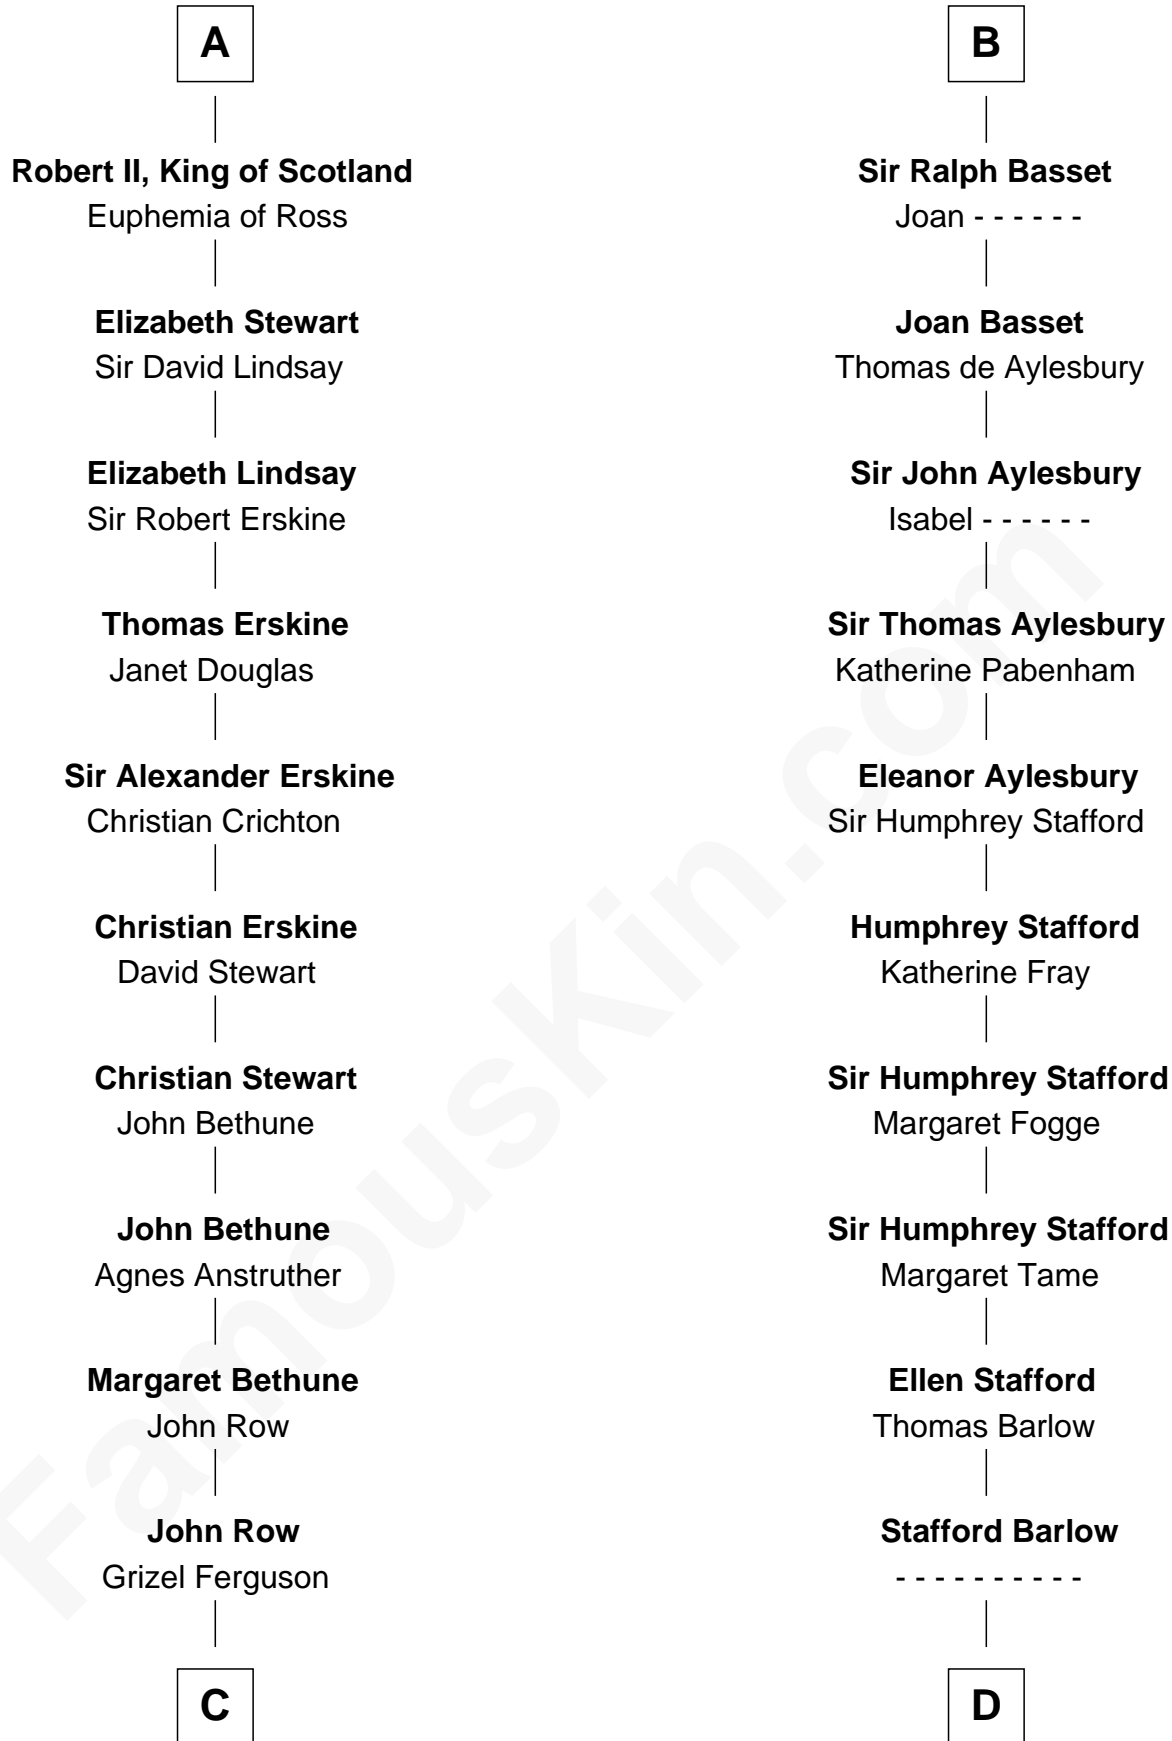 A
Robert II, King of Scotland
Euphemia of Ross
Elizabeth Stewart
Sir David Lindsay
Elizabeth Lindsay
Sir Robert Erskine
Thomas Erskine
Janet Douglas
Sir Alexander Erskine
Christian Crichton
Christian Erskine
David Stewart
Christian Stewart
John Bethune
John Bethune
Agnes Anstruther
Margaret Bethune
John Row
John Row
Grizel Ferguson
C
B
Sir Ralph Basset
Joan - - - - - -
Joan Basset
Thomas de Aylesbury
Sir John Aylesbury
Isabel - - - - - -
Sir Thomas Aylesbury
Katherine Pabenham
Eleanor Aylesbury
Sir Humphrey Stafford
Humphrey Stafford
Katherine Fray
Sir Humphrey Stafford
Margaret Fogge
Sir Humphrey Stafford
Margaret Tame
Ellen Stafford
Thomas Barlow
Stafford Barlow
- - - - - - - - - -
D
FamousKin.com